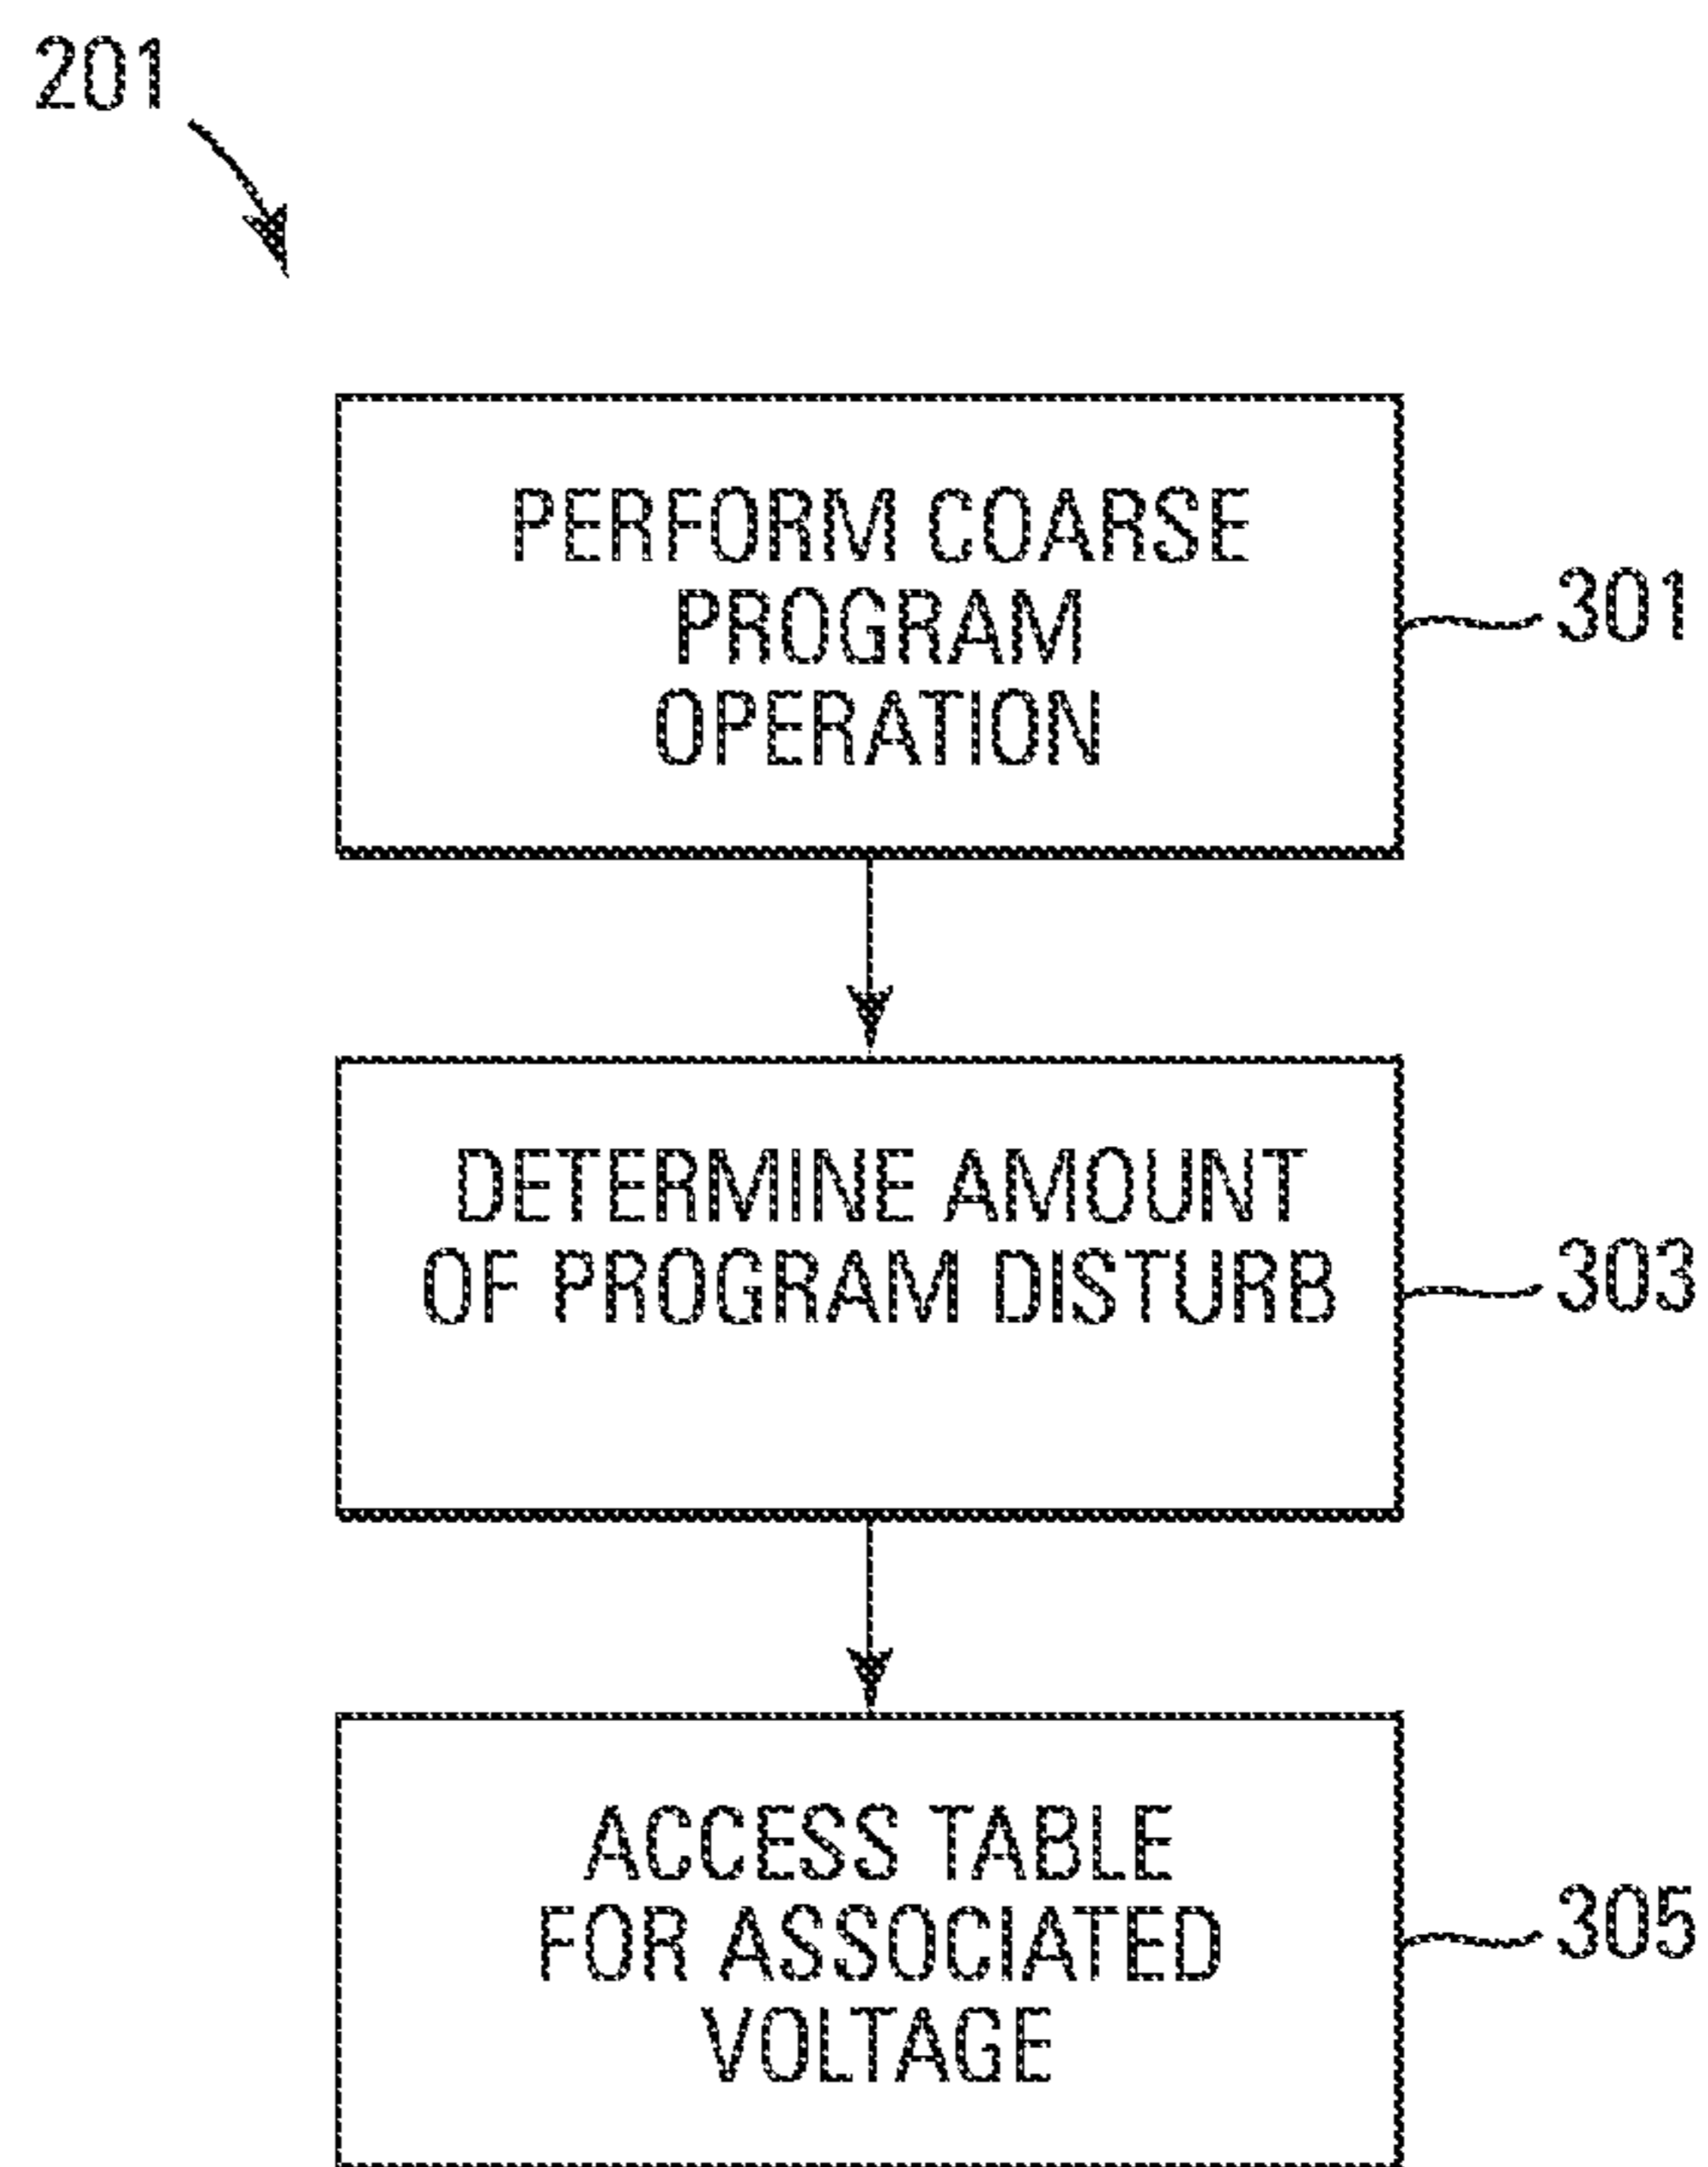 201
PERFORM COARSE
PROGRAM
OPERATION
301
DETERMINE AMOUNT
OF PROGRAM DISTURB
303
ACCESS TABLE
FOR ASSOCIATED
VOLTAGE
305